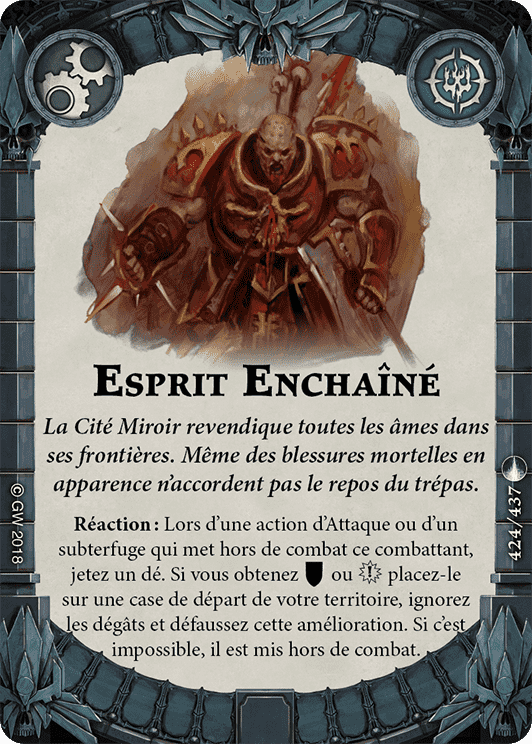 Esprit Enchaîné
La Cité Miroir revendique toutes les âmes dans
ses frontières. Même des blessures mortelles en
apparence n'accordent pas le repos du trépas.
Réaction : Lors d'une action d'Attaque ou d'un
subterfuge qui met hors de combat ce combattant,
jetez un dé. Si vous obtenez ou placez-le
sur une case de départ de votre territoire, ignorez
les dégâts et défaussez cette amélioration. Si c'est
impossible, il est mis hors de combat.
© GW 2018
424/437